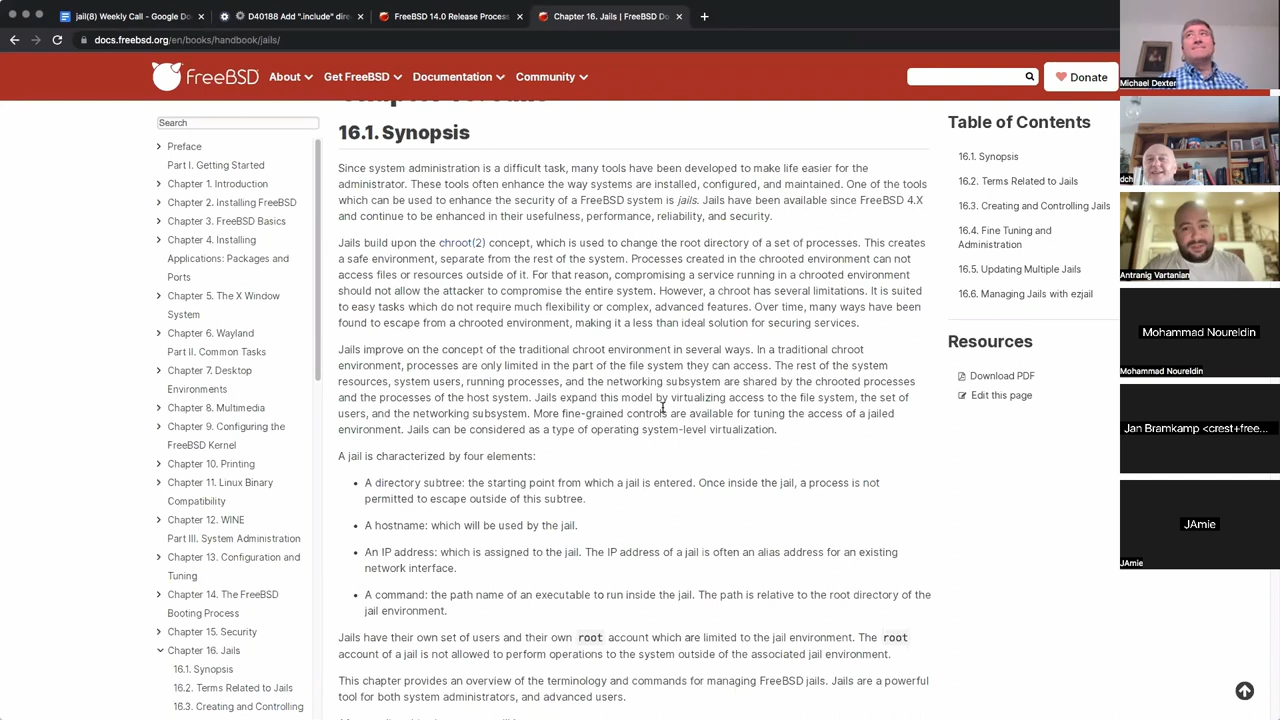 jail(8) Weekly Call - Google Do
D40188 Add ".include" dire
FreeBSD 14.0 Release Process
Chapter 16. Jails | FreeBSD Do
docs.freebsd.org/en/books/handbook/jails/
FreeBSD
About
Get FreeBSD
Documentation
Community
Donate
Search
Preface
Part I. Getting Started
Chapter 1. Introduction
Chapter 2. Installing FreeBSD
Chapter 3. FreeBSD Basics
Chapter 4. Installing
Applications: Packages and
Ports
Chapter 5. The X Window
System
Chapter 6. Wayland
Part II. Common Tasks
Chapter 7. Desktop
Environments
Chapter 8. Multimedia
Chapter 9. Configuring the
FreeBSD Kernel
Chapter 10. Printing
Chapter 11. Linux Binary
Compatibility
Chapter 12. WINE
Part III. System Administration
Chapter 13. Configuration and
Tuning
Chapter 14. The FreeBSD
Booting Process
Chapter 15. Security
Chapter 16. Jails
16.1. Synopsis
16.2. Terms Related to Jails
16.3. Creating and Controlling
16.1. Synopsis
Since system administration is a difficult task, many tools have been developed to make life easier for the
administrator. These tools often enhance the way systems are installed, configured, and maintained. One of the tools
which can be used to enhance the security of a FreeBSD system is jails. Jails have been available since FreeBSD 4.X
and continue to be enhanced in their usefulness, performance, reliability, and security.
Jails build upon the chroot(2) concept, which is used to change the root directory of a set of processes. This creates
a safe environment, separate from the rest of the system. Processes created in the chrooted environment can not
access files or resources outside of it. For that reason, compromising a service running in a chrooted environment
should not allow the attacker to compromise the entire system. However, a chroot has several limitations. It is suited
to easy tasks which do not require much flexibility or complex, advanced features. Over time, many ways have been
found to escape from a chrooted environment, making it a less than ideal solution for securing services.
Jails improve on the concept of the traditional chroot environment in several ways. In a traditional chroot
environment, processes are only limited in the part of the file system they can access. The rest of the system
resources, system users, running processes, and the networking subsystem are shared by the chrooted processes
and the processes of the host system. Jails expand this model by virtualizing access to the file system, the set of
users, and the networking subsystem. More fine-grained controls are available for tuning the access of a jailed
environment. Jails can be considered as a type of operating system-level virtualization.
A jail is characterized by four elements:
• A directory subtree: the starting point from which a jail is entered. Once inside the jail, a process is not
permitted to escape outside of this subtree.
• A hostname: which will be used by the jail.
• An IP address: which is assigned to the jail. The IP address of a jail is often an alias address for an existing
network interface.
• A command: the path name of an executable to run inside the jail. The path is relative to the root directory of the
jail environment.
Jails have their own set of users and their own root account which are limited to the jail environment. The root
account of a jail is not allowed to perform operations to the system outside of the associated jail environment.
This chapter provides an overview of the terminology and commands for managing FreeBSD jails. Jails are a powerful
tool for both system administrators, and advanced users.
Table of Contents
16.1. Synopsis
16.2. Terms Related to Jails
16.3. Creating and Controlling Jails
16.4. Fine Tuning and
Administration
16.5. Updating Multiple Jails
16.6. Managing Jails with ezjail
Resources
Download PDF
Edit this page
Michael Dexter
dch
Antranig Vartanian
Mohammad Noureldin
Mohammad Noureldin
Jan Bramkamp <crest+free...
JAmie
JAmie